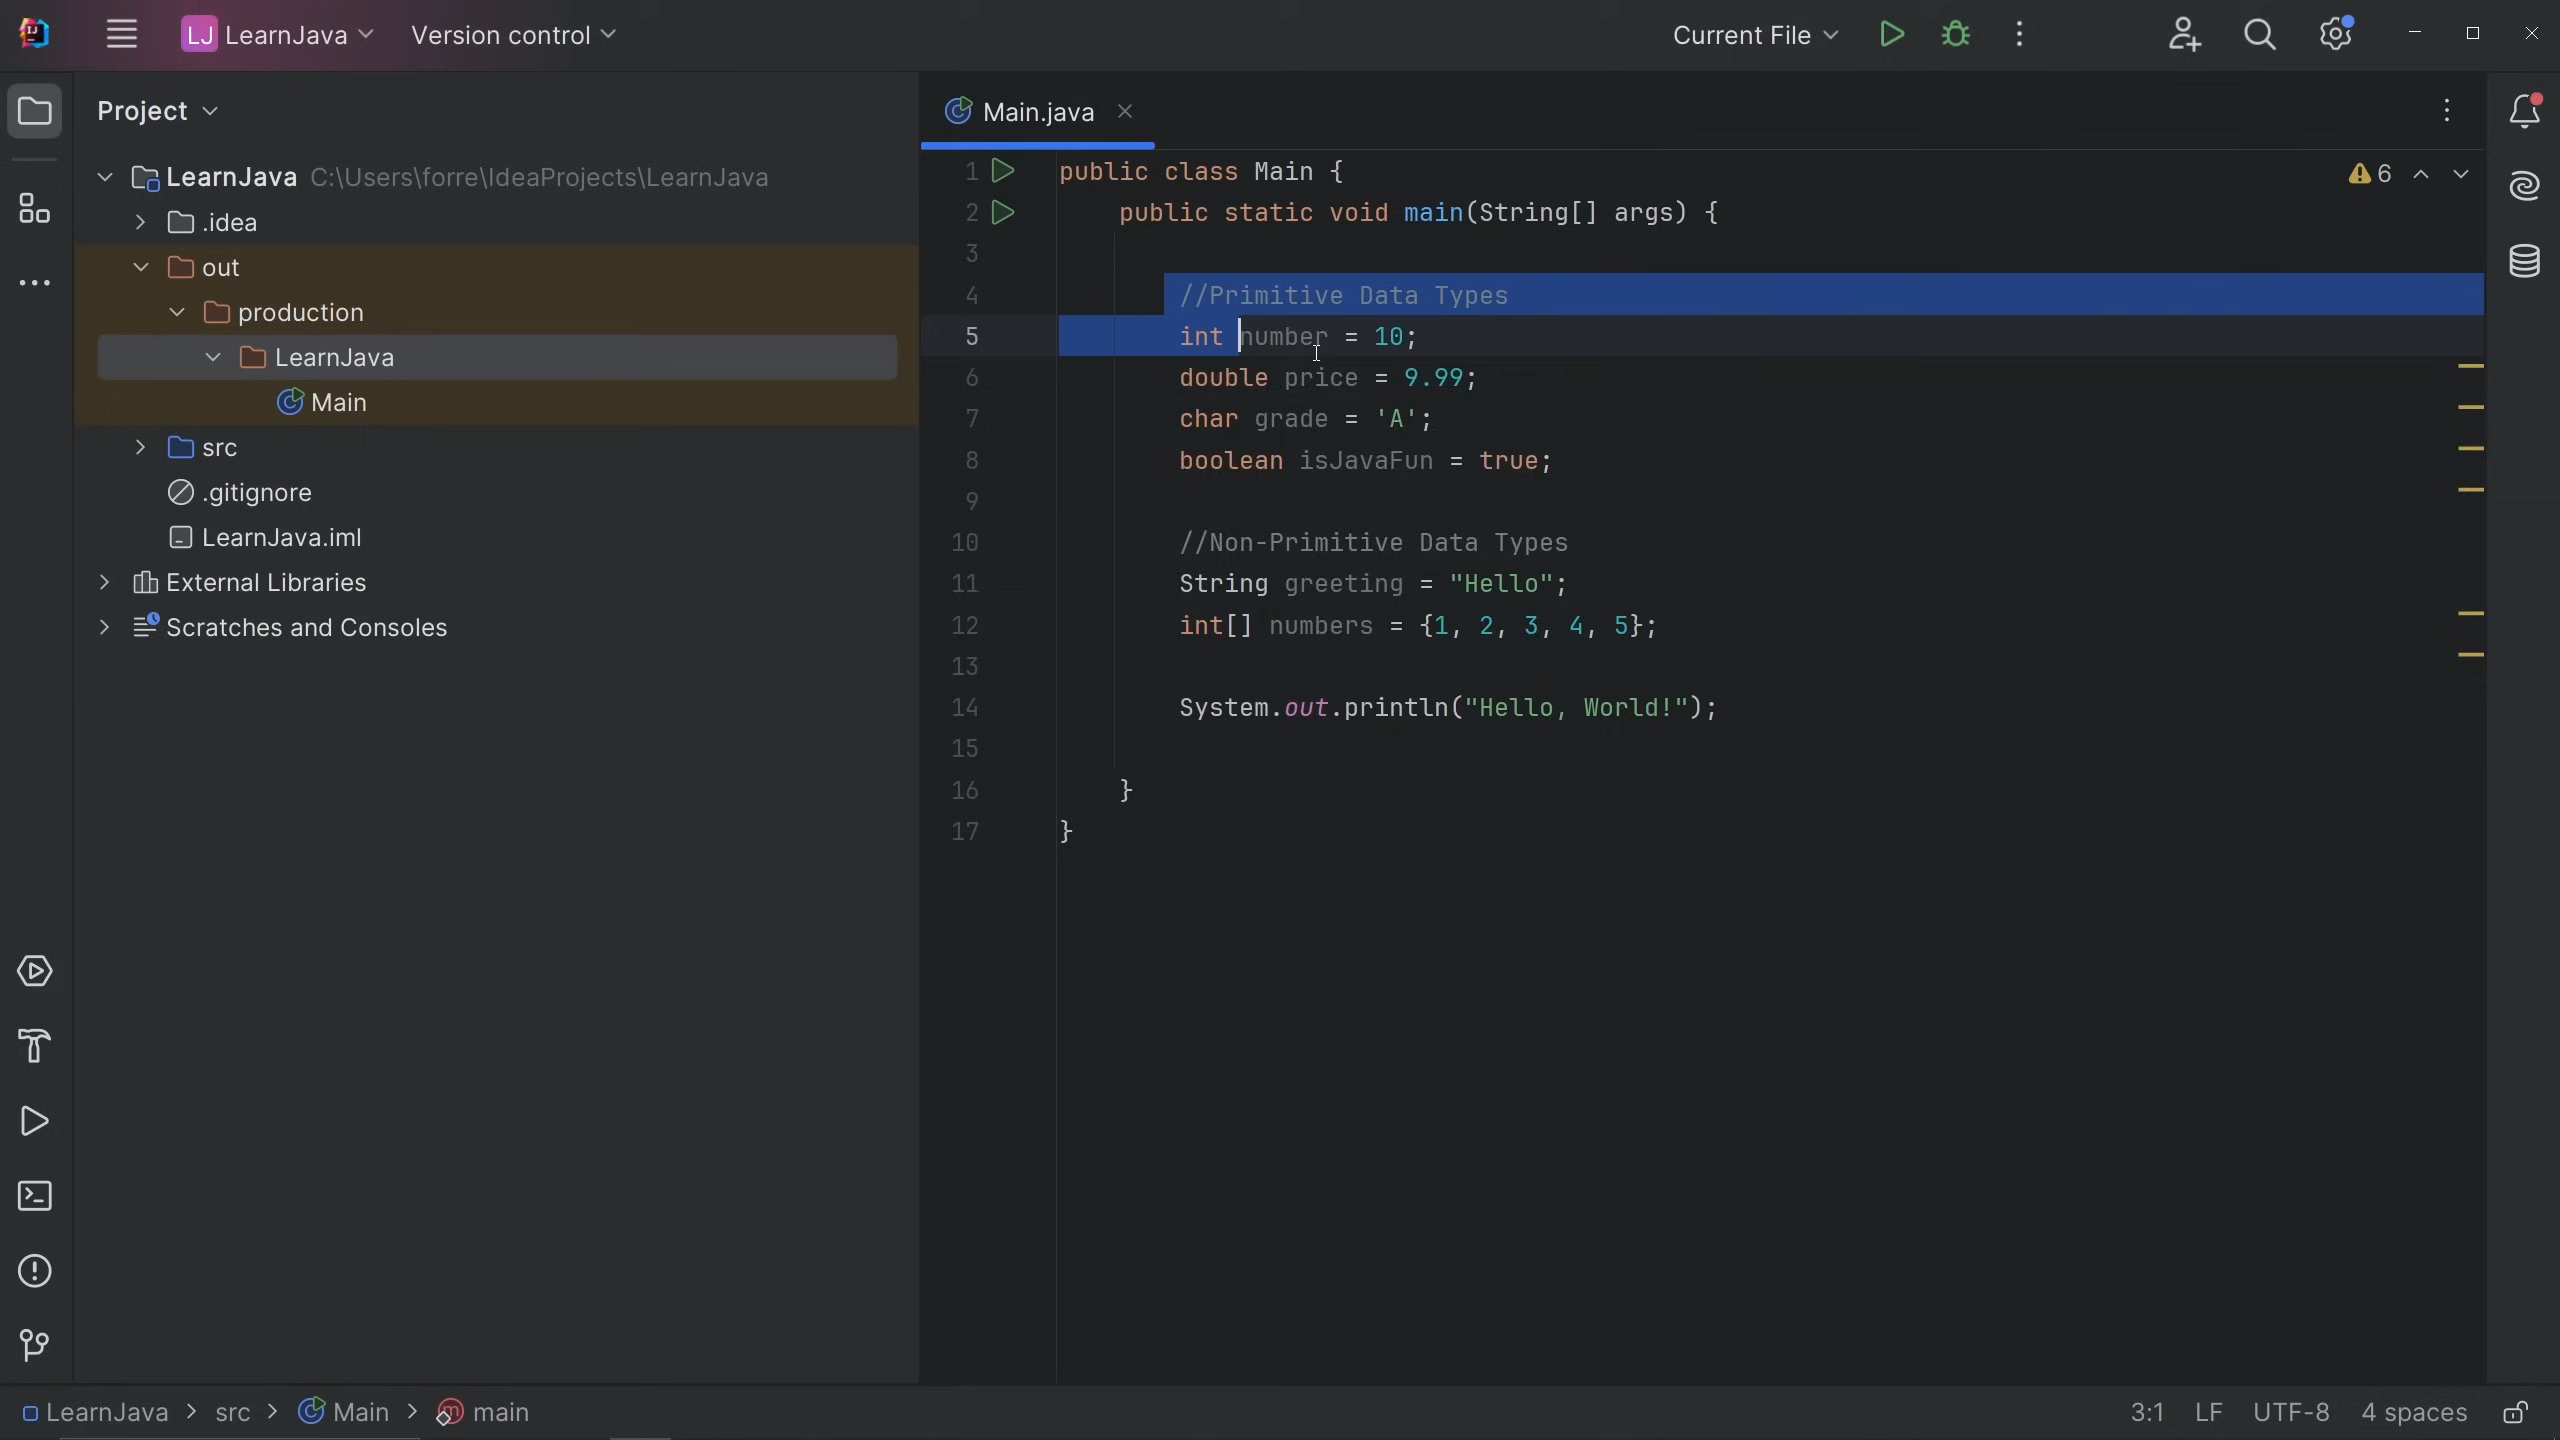 LJ LearnJava Version control Current File
Project
LearnJava C:\Users\forre\IdeaProjects\LearnJava
.idea
out
production
LearnJava
Main
src
.gitignore
LearnJava.iml
External Libraries
Scratches and Consoles
Main.java
6
1 public class Main {
2 public static void main(String[] args) {
3
4 //Primitive Data Types
5 int number = 10;
6 double price = 9.99;
7 char grade = 'A';
8 boolean isJavaFun = true;
9
10 //Non-Primitive Data Types
11 String greeting = "Hello";
12 int[] numbers = {1, 2, 3, 4, 5};
13
14 System.out.println("Hello, World!");
15
16 }
17 }
LearnJava > src > Main > main 3:1 LF UTF-8 4 spaces